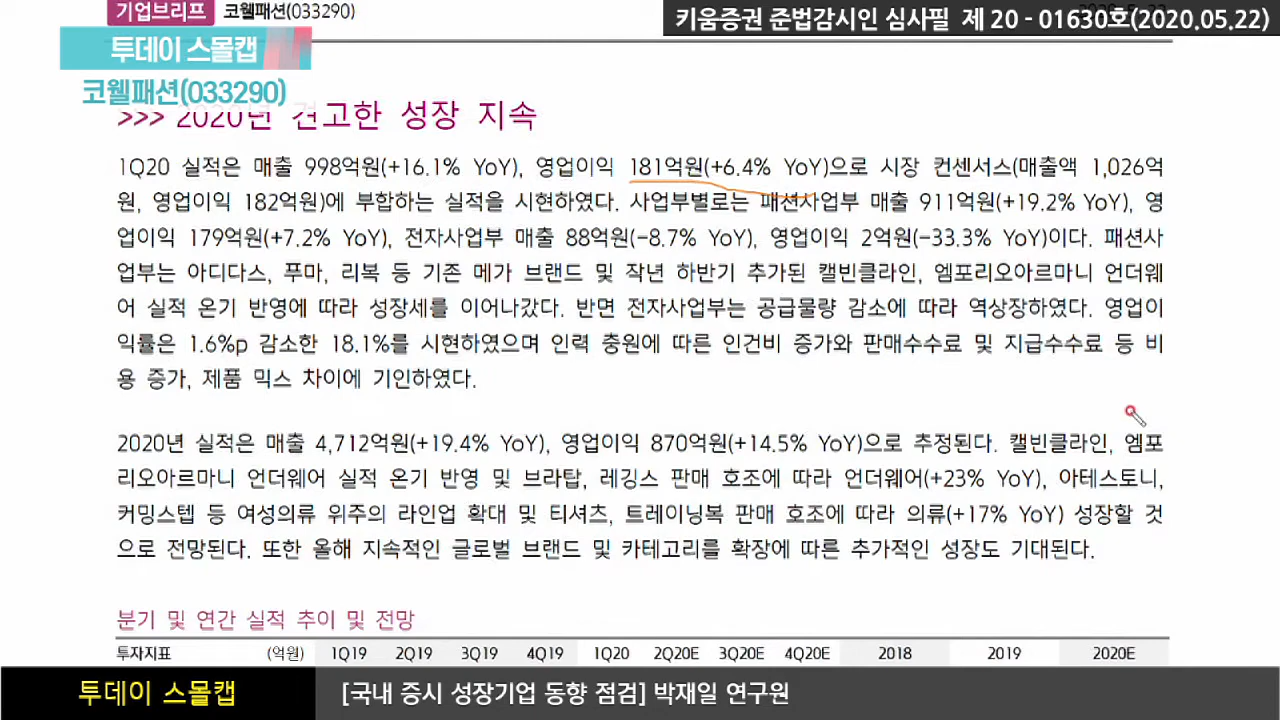 기업브리프 코웰패션(033290)
키움증권 준법감시인 심사필 제 20 - 01630호(2020.05.22)
투데이 스몰캡
코웰패션(033290)
>>> 2020년 견고한 성장 지속
1Q20 실적은 매출 998억원(+16.1% YoY), 영업이익 181억원(+6.4% YoY)으로 시장 컨센서스(매출액 1,026억
원, 영업이익 182억원)에 부합하는 실적을 시현하였다. 사업부별로는 패션사업부 매출 911억원(+19.2% YoY), 영
업이익 179억원(+7.2% YoY), 전자사업부 매출 88억원(-8.7% YoY), 영업이익 2억원(-33.3% YoY)이다. 패션사
업부는 아디다스, 푸마, 리복 등 기존 메가 브랜드 및 작년 하반기 추가된 캘빈클라인, 엠포리오아르마니 언더웨
어 실적 온기 반영에 따라 성장세를 이어나갔다. 반면 전자사업부는 공급물량 감소에 따라 역성장하였다. 영업이
익률은 1.6%p 감소한 18.1%를 시현하였으며 인력 충원에 따른 인건비 증가와 판매수수료 및 지급수수료 등 비
용 증가, 제품 믹스 차이에 기인하였다.
2020년 실적은 매출 4,712억원(+19.4% YoY), 영업이익 870억원(+14.5% YoY)으로 추정된다. 캘빈클라인, 엠포
리오아르마니 언더웨어 실적 온기 반영 및 브라탑, 레깅스 판매 호조에 따라 언더웨어(+23% YoY), 아테스토니,
커밍스텝 등 여성의류 위주의 라인업 확대 및 티셔츠, 트레이닝복 판매 호조에 따라 의류(+17% YoY) 성장할 것
으로 전망된다. 또한 올해 지속적인 글로벌 브랜드 및 카테고리를 확장에 따른 추가적인 성장도 기대된다.
분기 및 연간 실적 추이 및 전망
투자지표 (억원) 1Q19 2Q19 3Q19 4Q19 1Q20 2Q20E 3Q20E 4Q20E 2018 2019 2020E
투데이 스몰캡 [국내 증시 성장기업 동향 점검] 박재일 연구원